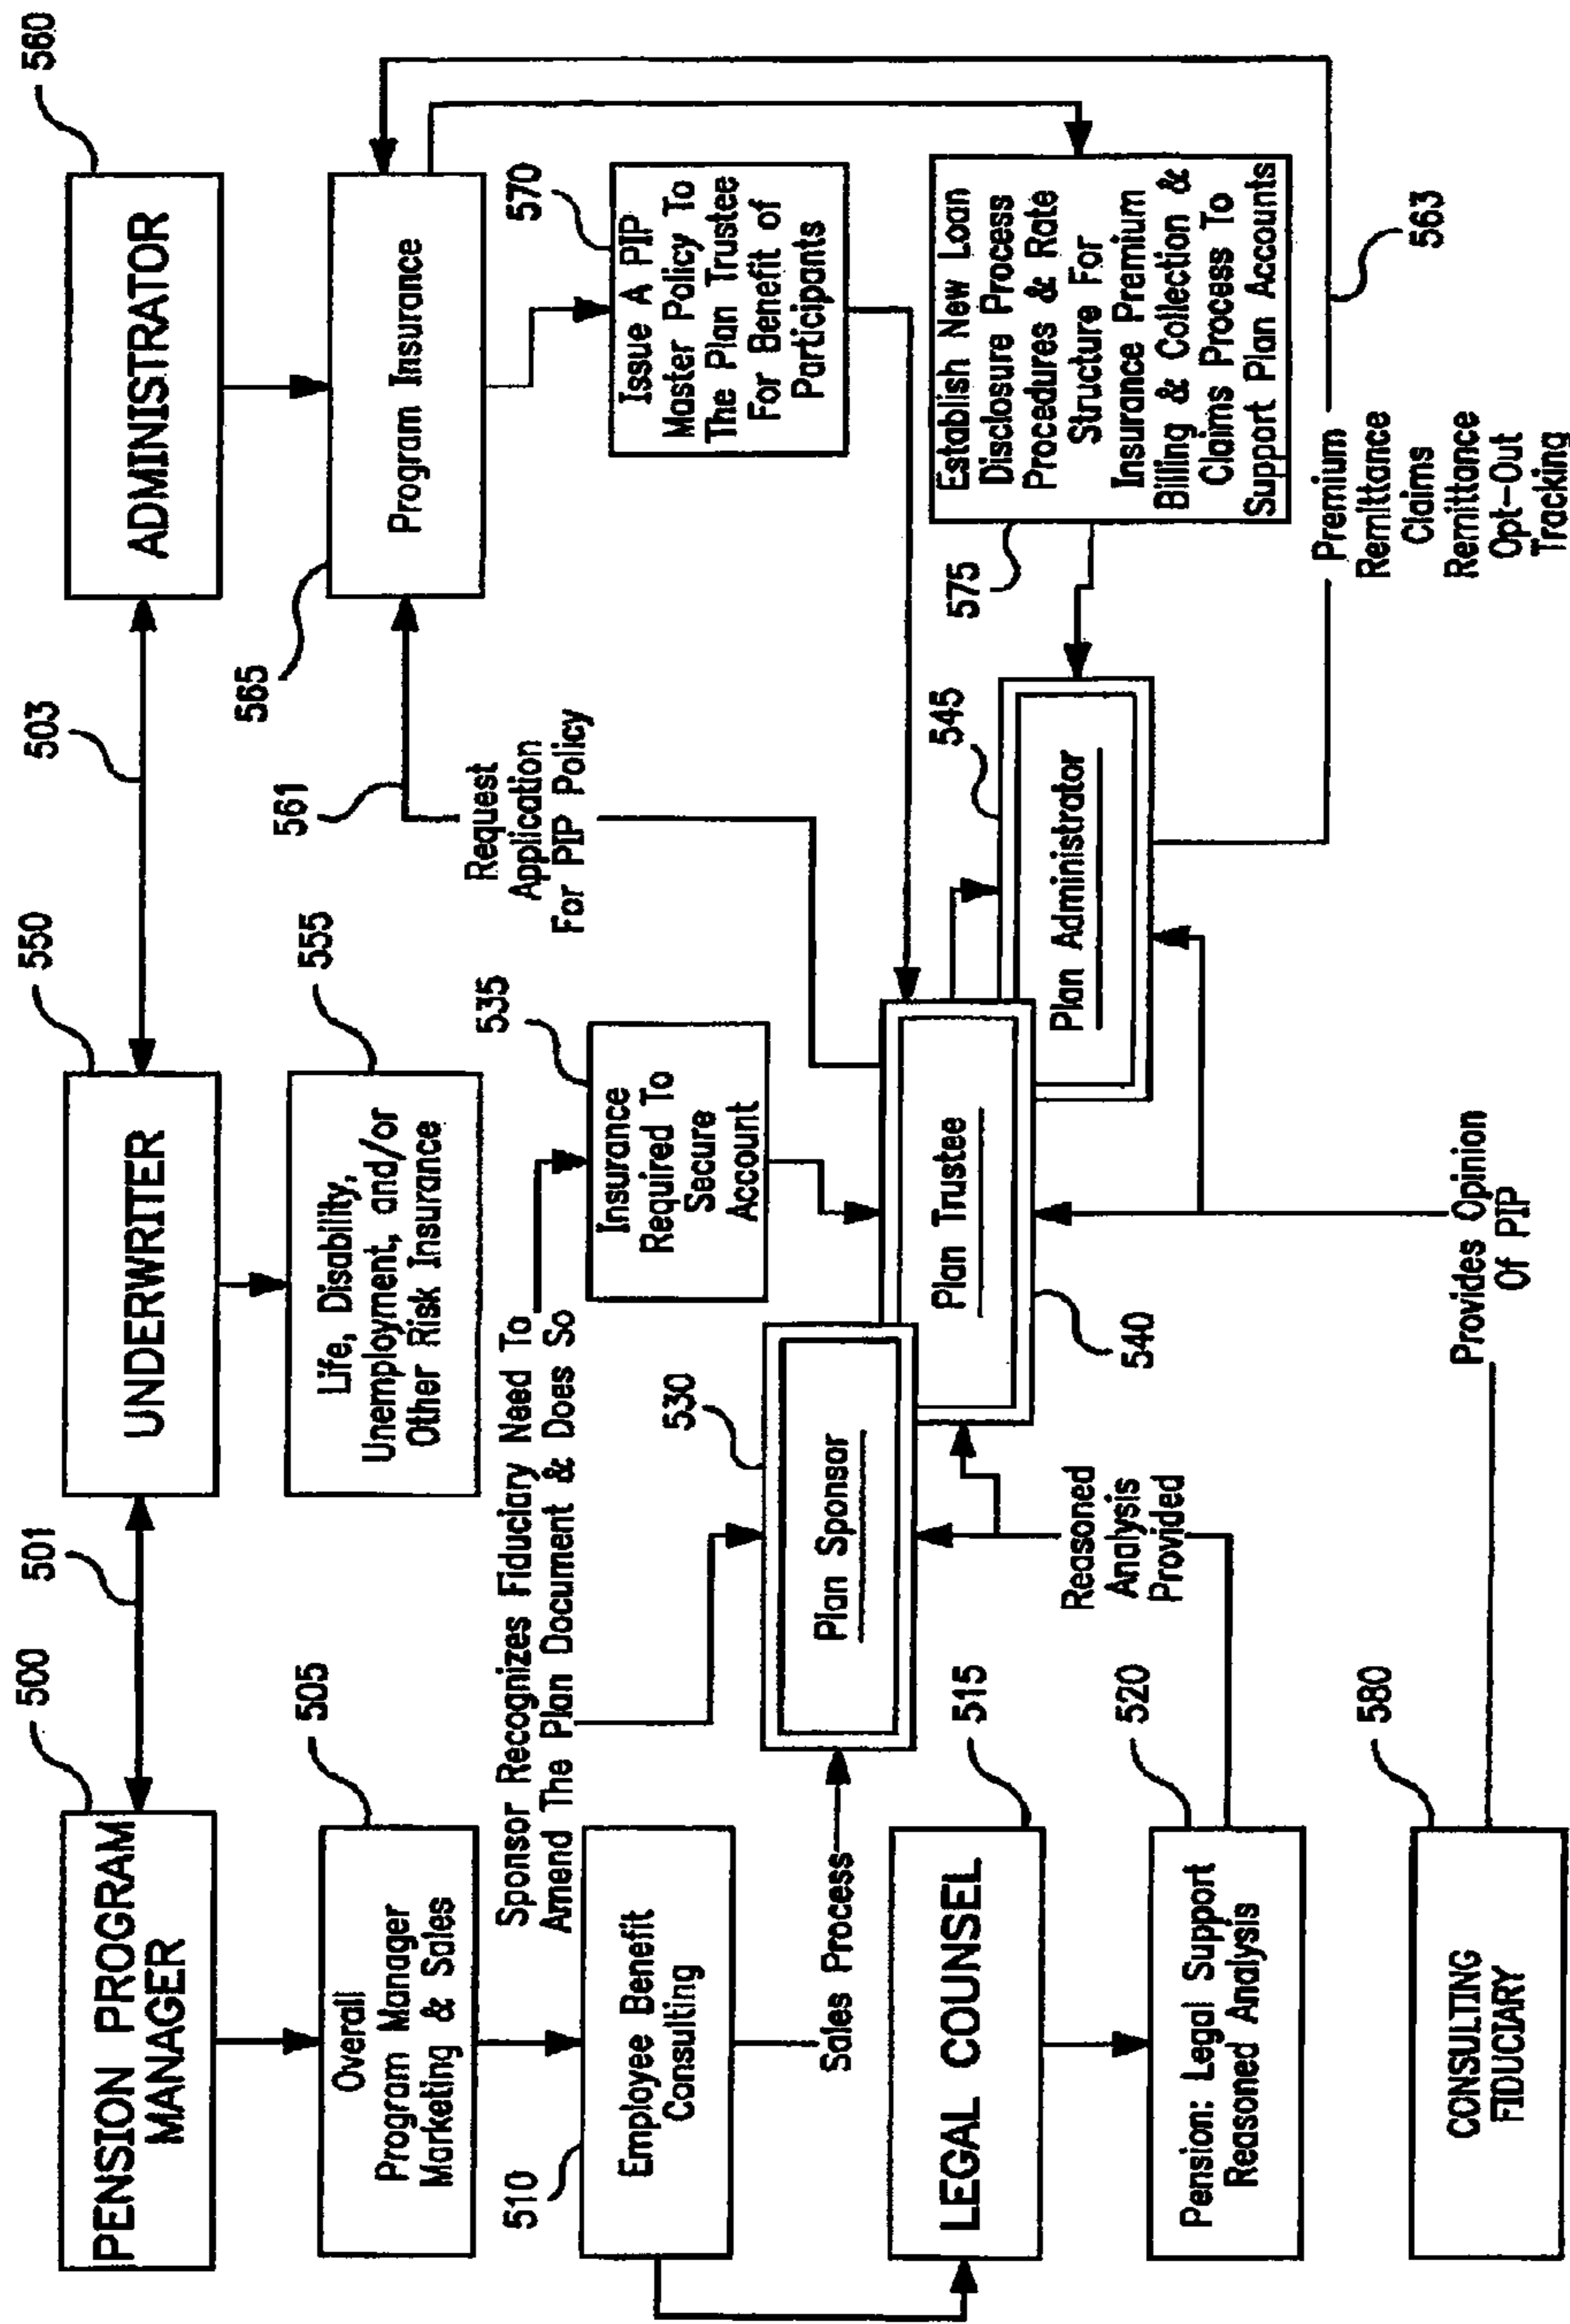 500
PENSION PROGRAM
MANAGER
501
550
UNDERWRITER
503
560
ADMINISTRATOR
505
Overall
Program Manager
Marketing & Sales
555
Life, Disability,
Unemployment, and/or
Other Risk Insurance
565
Program Insurance
561
Request
Application
For PIP Policy
Sponsor Recognizes Fiduciary Need To
Amend The Plan Document & Does So
510
Employee Benefit
Consulting
535
Insurance
Required To
Secure
Account
570
Issue A PIP
Master Policy To
The Plan Trustee
For Benefit of
Participants
Sales Process
530
Plan Sponsor
540
Plan Trustee
545
Plan Administrator
575
Establish New Loan
Disclosure Process
Procedures & Rate
Structure For
Insurance Premium
Billing & Collection &
Claims Process To
Support Plan Accounts
515
LEGAL COUNSEL
Reasoned
Analysis
Provided
520
Pension: Legal Support
Reasoned Analysis
563
Premium
Remittance
Claims
Remittance
Opt-Out
Tracking
580
CONSULTING
FIDUCIARY
Provides Opinion
Of PIP